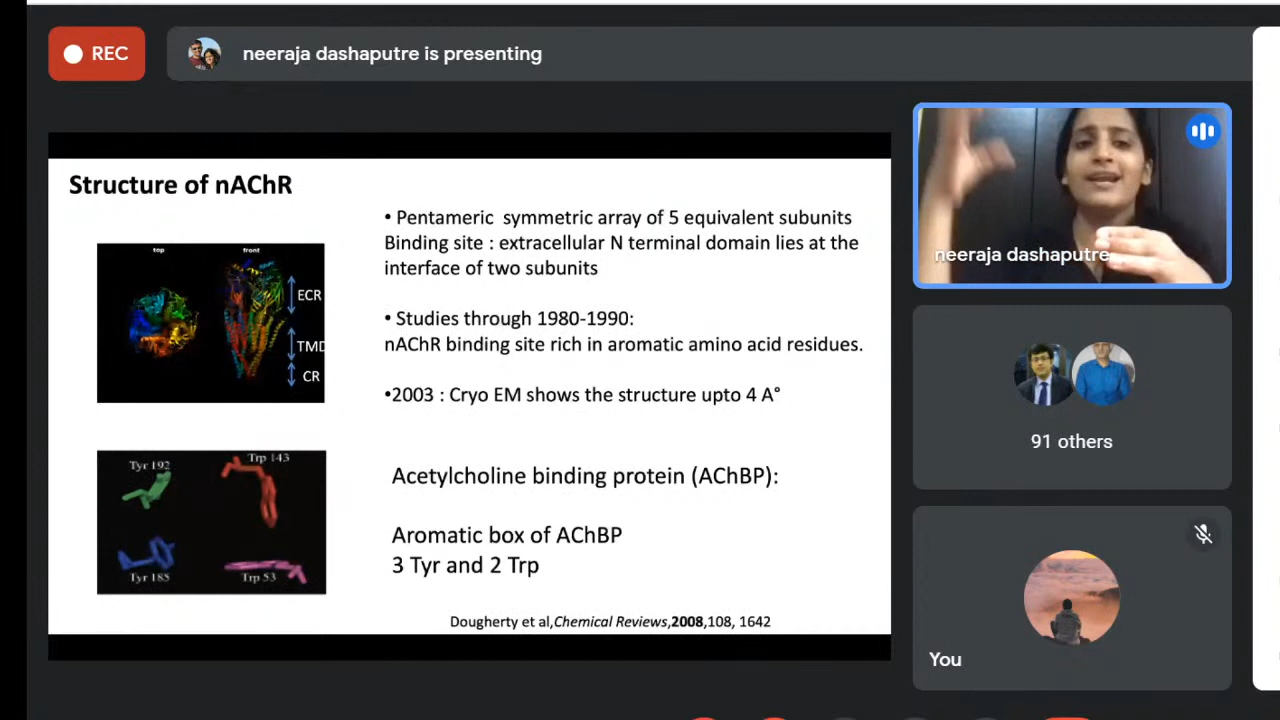 REC
neeraja dashaputre is presenting
Structure of nAChR
top
front
ECR
TMD
CR
• Pentameric symmetric array of 5 equivalent subunits
Binding site : extracellular N terminal domain lies at the
interface of two subunits
• Studies through 1980-1990:
nAChR binding site rich in aromatic amino acid residues.
•2003 : Cryo EM shows the structure upto 4 A°
Tyr 192
Trp 143
Tyr 185
Trp 53
Acetylcholine binding protein (AChBP):
Aromatic box of AChBP
3 Tyr and 2 Trp
Dougherty et al,Chemical Reviews,2008,108, 1642
neeraja dashaputre
91 others
You